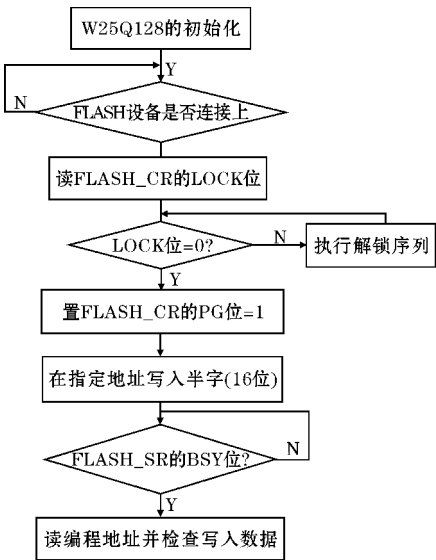 W25Q128的初始化
Y
N
FLASH设备是否连接上
读FLASH_CR的LOCK位
LOCK位=0?
N
执行解锁序列
Y
置FLASH_CR的PG位=1
在指定地址写入半字(16位)
FLASH_SR的BSY位?
N
Y
读编程地址并检查写入数据